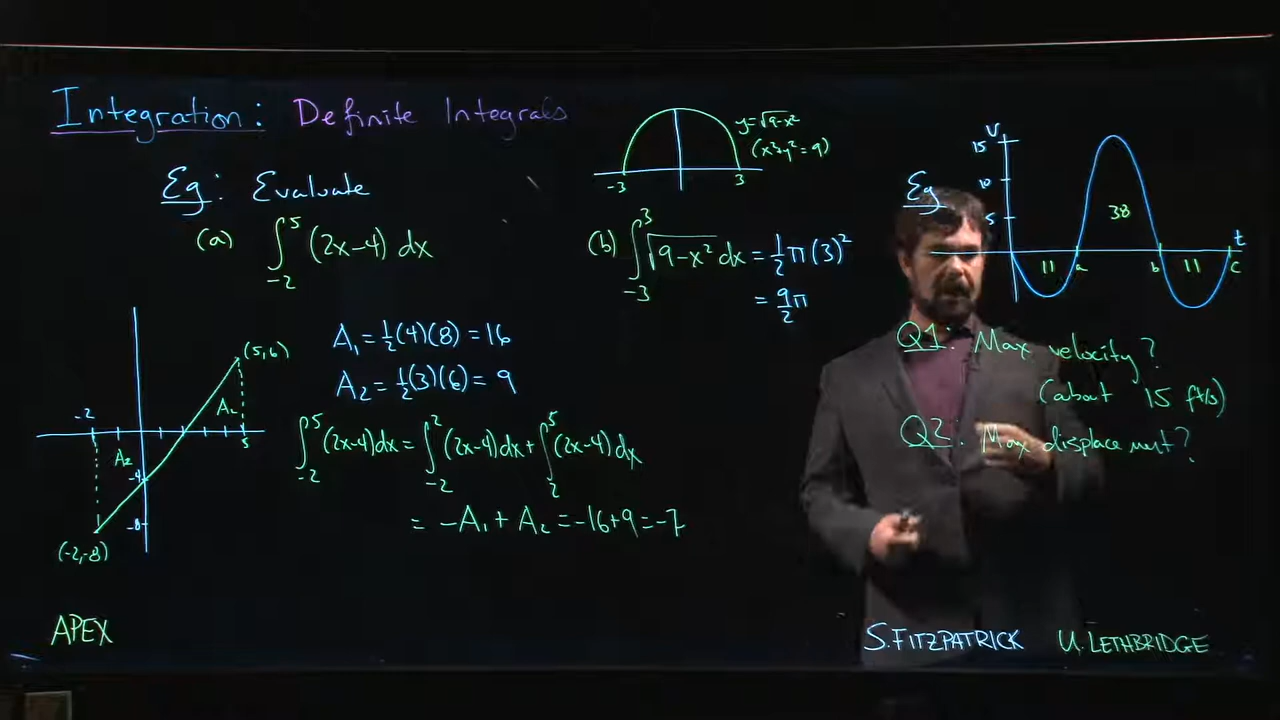 Integration: Definite Integrals
Eg: Evaluate
(a) ∫_{-2}^{5} (2x-4) dx
-2
5
-4
-8
(5,6)
(-2,-8)
A₂
A₂
A₁ = ½(4)(8) = 16
A₂ = ½(3)(6) = 9
∫_{-2}^{5} (2x-4)dx = ∫_{-2}^{2} (2x-4)dx + ∫_{2}^{5} (2x-4)dx
= -A₁ + A₂ = -16+9 = -7
APEX
y=√9-x²
(x²+y²=9)
-3
3
(b) ∫_{-3}^{3} √9-x² dx = ½π(3)²
= 9/2 π
Eg
v
15
10
5
t
11
a
38
b
11
c
Q1: Max velocity?
(about 15 ft/s)
Q2. Max displacement?
S. FITZPATRICK U. LETHBRIDGE